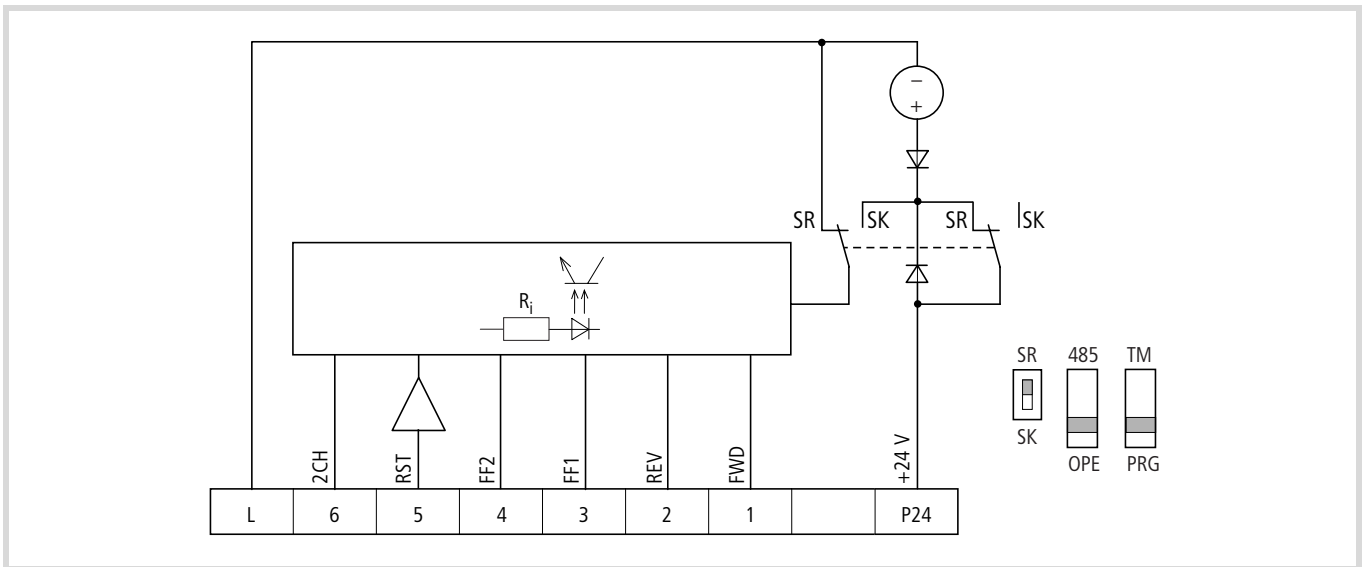 −
+
SR SK SR SK
R_i
SR 485 TM
SK
OPE PRG
2CH RST FF2 FF1 REV FWD +24 V
L 6 5 4 3 2 1 P24